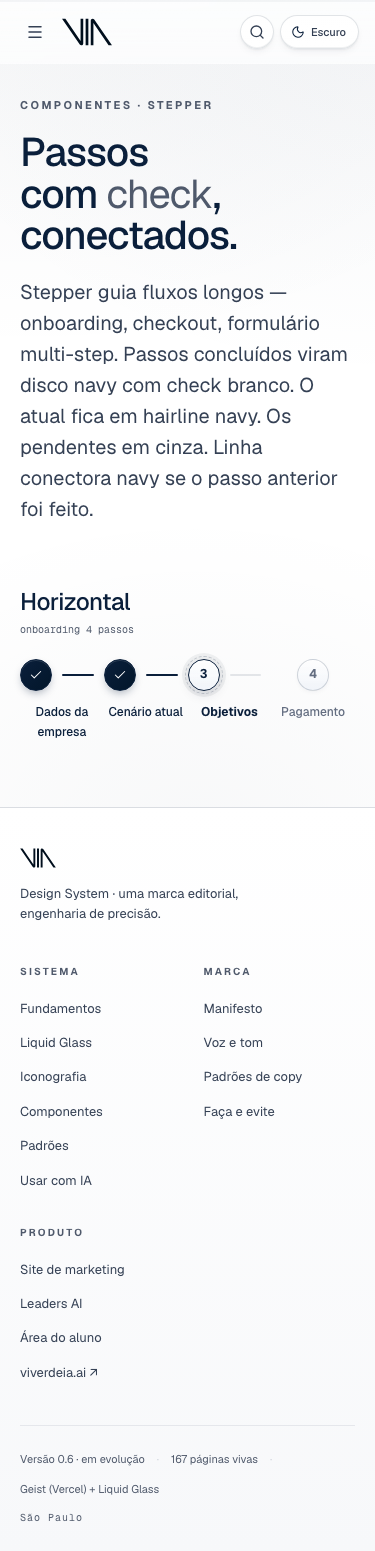 VIA
Escuro
COMPONENTES · STEPPER
Passos
com check,
conectados.
Stepper guia fluxos longos —
onboarding, checkout, formulário
multi-step. Passos concluídos viram
disco navy com check branco. O
atual fica em hairline navy. Os
pendentes em cinza. Linha
conectora navy se o passo anterior
foi feito.
Horizontal
onboarding 4 passos
3
4
Dados da
empresa
Cenário atual
Objetivos
Pagamento
VIA
Design System · uma marca editorial,
engenharia de precisão.
SISTEMA
Fundamentos
Liquid Glass
Iconografia
Componentes
Padrões
Usar com IA
MARCA
Manifesto
Voz e tom
Padrões de copy
Faça e evite
PRODUTO
Site de marketing
Leaders AI
Área do aluno
viverdeia.ai ↗
Versão 0.6 · em evolução · 167 páginas vivas ·
Geist (Vercel) + Liquid Glass
São Paulo